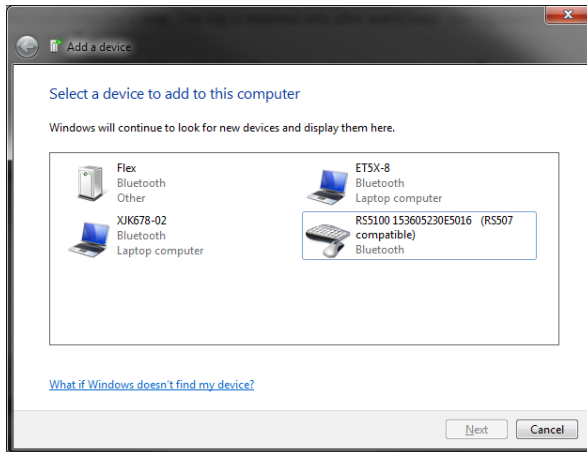 Add a device
Select a device to add to this computer
Windows will continue to look for new devices and display them here.
Flex
Bluetooth
Other
ET5X-8
Bluetooth
Laptop computer
XJK678-02
Bluetooth
Laptop computer
RS5100 153605230E5016 (RS507
compatible)
Bluetooth
What if Windows doesn't find my device?
Next
Cancel